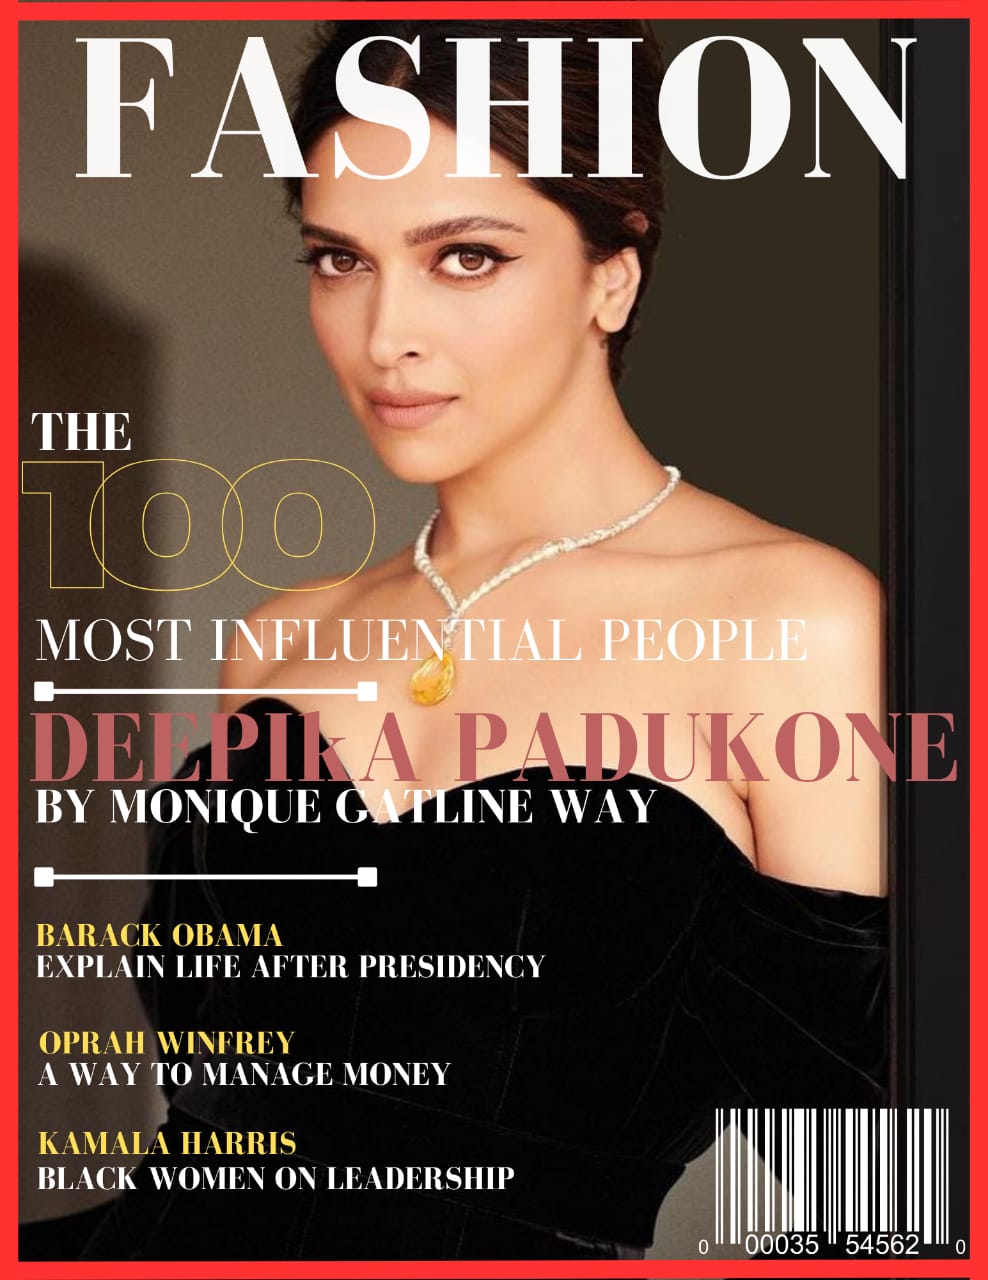 FASHION
THE
100
MOST INFLUENTIAL PEOPLE
DEEPIkA PADUKONE
BY MONIQUE GATLINE WAY
BARACK OBAMA
EXPLAIN LIFE AFTER PRESIDENCY
OPRAH WINFREY
A WAY TO MANAGE MONEY
KAMALA HARRIS
BLACK WOMEN ON LEADERSHIP
0 00035 54562 0